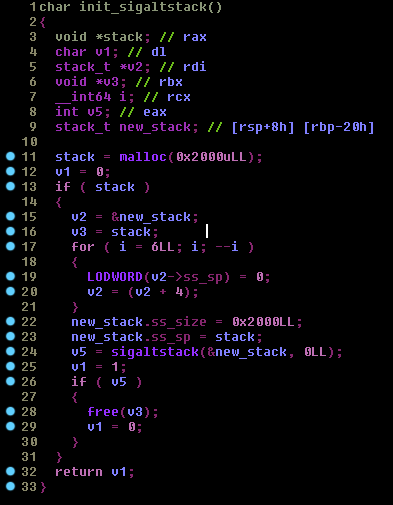 1 char init_sigaltstack()
2 {
3   void *stack; // rax
4   char v1; // dl
5   stack_t *v2; // rdi
6   void *v3; // rbx
7   __int64 i; // rcx
8   int v5; // eax
9   stack_t new_stack; // [rsp+8h] [rbp-20h]
10
11   stack = malloc(0x2000uLL);
12   v1 = 0;
13   if ( stack )
14   {
15     v2 = &new_stack;
16     v3 = stack;
17     for ( i = 6LL; i; --i )
18     {
19       LODWORD(v2->ss_sp) = 0;
20       v2 = (v2 + 4);
21     }
22     new_stack.ss_size = 0x2000LL;
23     new_stack.ss_sp = stack;
24     v5 = sigaltstack(&new_stack, 0LL);
25     v1 = 1;
26     if ( v5 )
27     {
28       free(v3);
29       v1 = 0;
30     }
31   }
32   return v1;
33 }